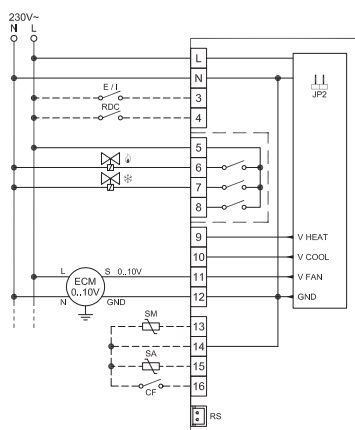 230V~
N L
L
N
JP2
E / I
3
RDC
4
5
6
7
8
9 V HEAT
10 V COOL
L S 0..10V 11 V FAN
ECM
0..10V
N GND 12 GND
SM 13
14
SA 15
16
CF
RS